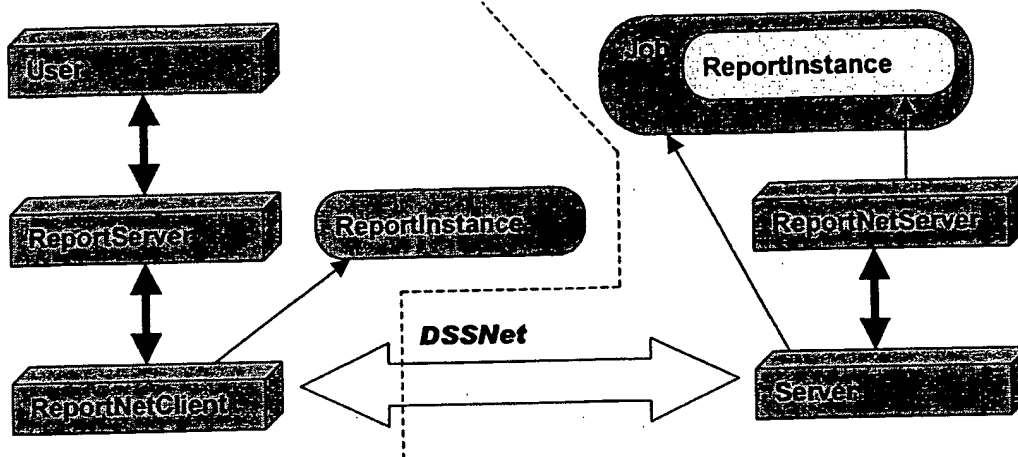 User
Job
ReportInstance
ReportServer
ReportInstance
ReportNetServer
DSSNet
ReportNetClient
Server